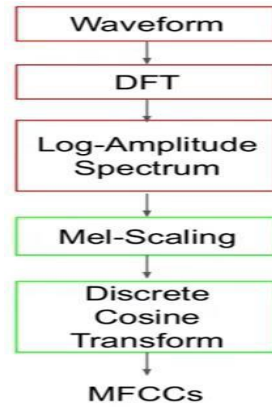 Waveform
DFT
Log-Amplitude
Spectrum
Mel-Scaling
Discrete
Cosine
Transform
MFCCs